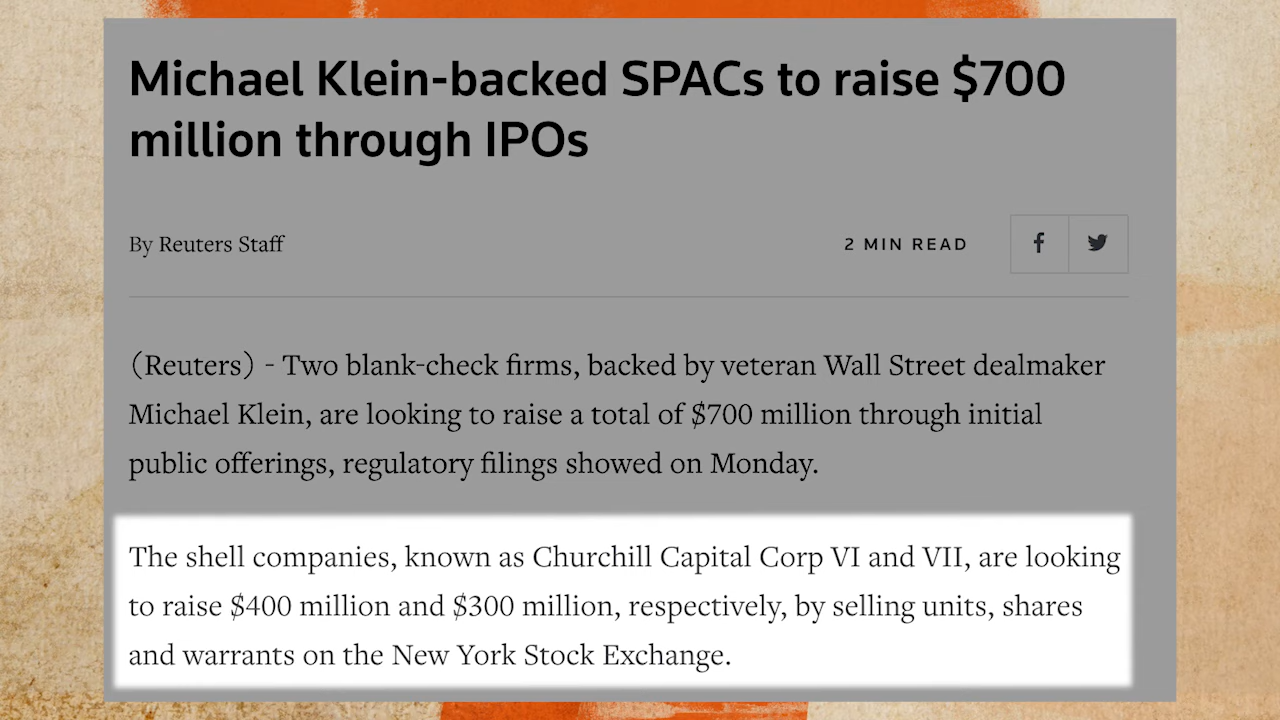 Michael Klein-backed SPACs to raise $700
million through IPOs
By Reuters Staff
2 MIN READ
(Reuters) - Two blank-check firms, backed by veteran Wall Street dealmaker
Michael Klein, are looking to raise a total of $700 million through initial
public offerings, regulatory filings showed on Monday.
The shell companies, known as Churchill Capital Corp VI and VII, are looking
to raise $400 million and $300 million, respectively, by selling units, shares
and warrants on the New York Stock Exchange.